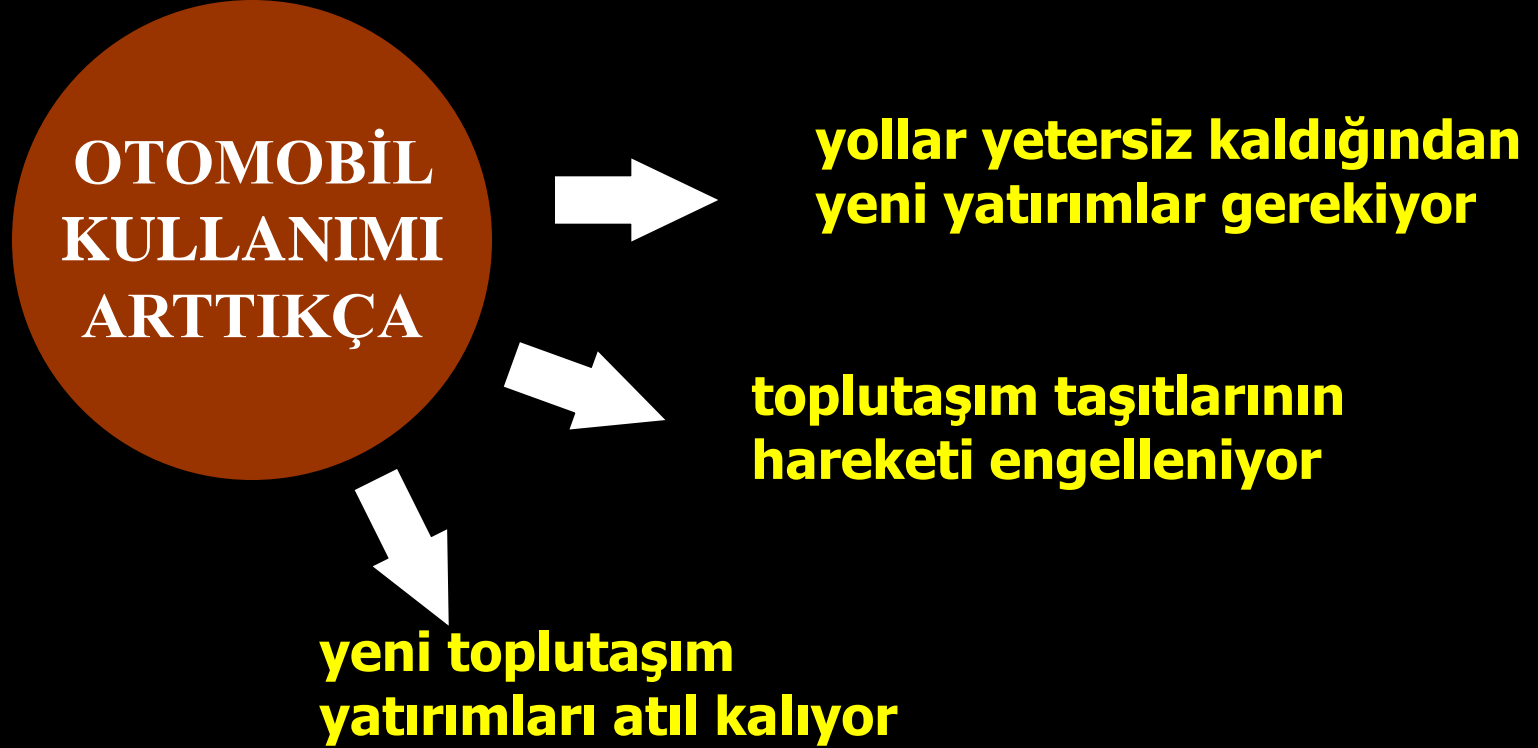 OTOMOBİL
KULLANIMI
ARTTIKÇA
yollar yetersiz kaldığından
yeni yatırımlar gerekiyor
toplutaşım taşıtlarının
hareketi engelleniyor
yeni toplutaşım
yatırımları atıl kalıyor